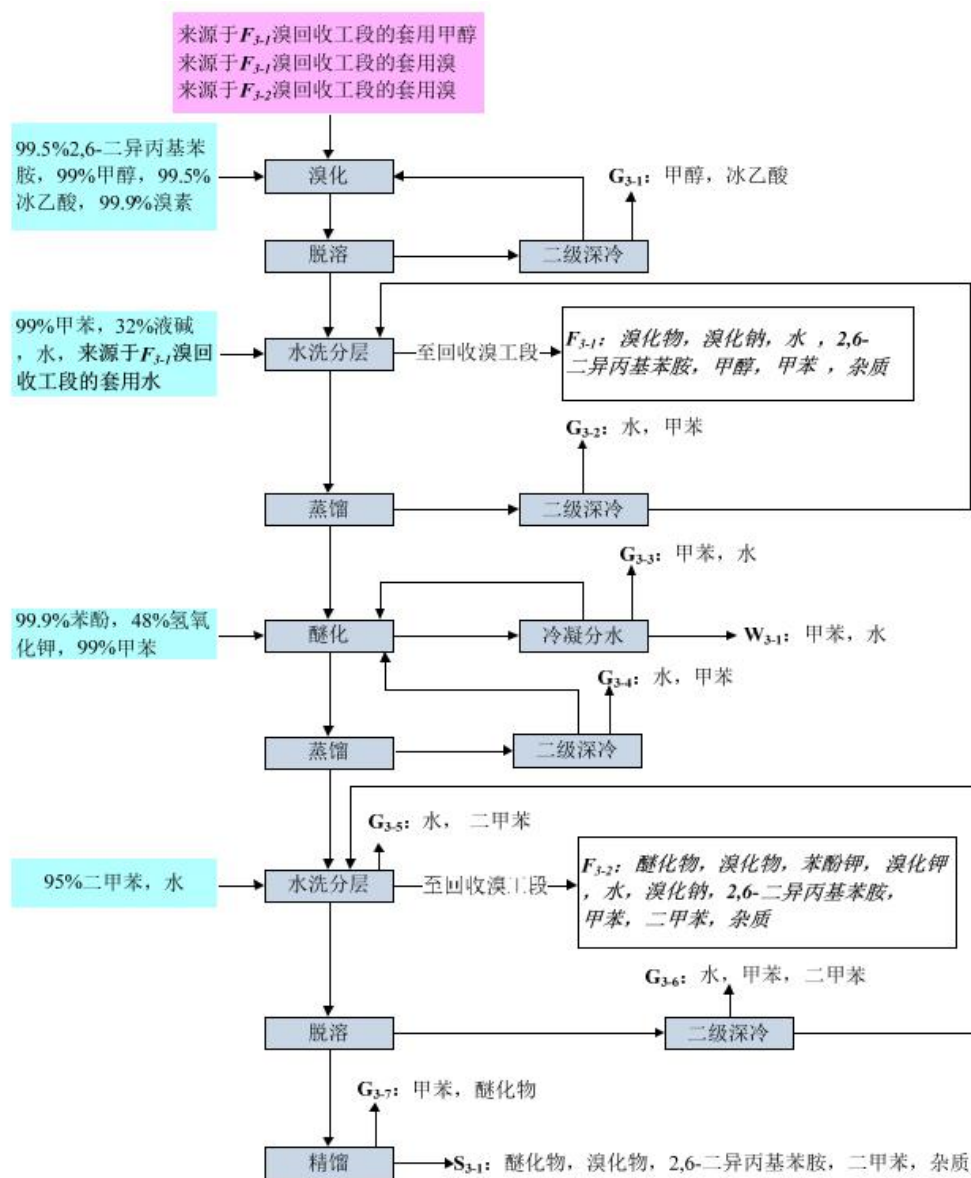 来源于F3-1溴回收工段的套用甲醇
来源于F3-1溴回收工段的套用溴
来源于F3-2溴回收工段的套用溴
99.5%2,6-二异丙基苯
胺，99%甲醇，99.5%
冰乙酸，99.9%溴素
溴化
G3-1：甲醇，冰乙酸
脱溶
二级深冷
99%甲苯，32%液碱
，水，来源于F3-1溴回
收工段的套用水
水洗分层
至回收溴工段
F3-1：溴化物，溴化钠，水 ，2,6-
二异丙基苯胺，甲醇，甲苯 ，杂质
G3-2：水，甲苯
蒸馏
二级深冷
G3-3：甲苯，水
99.9%苯酚，48%氢氧
化钾，99%甲苯
醚化
冷凝分水
W3-1：甲苯，水
G3-4：水，甲苯
蒸馏
二级深冷
G3-5：水， 二甲苯
95%二甲苯，水
水洗分层
至回溴工段
F3-2：醚化物，溴化物，苯酚钾，溴化钾
，水，溴化钠，2,6-二异丙基苯胺，
甲苯，二甲苯，杂质
G3-6：水，甲苯，二甲苯
脱溶
二级深冷
G3-7：甲苯，醚化物
精馏
S3-1：醚化物，溴化物，2,6-二异丙基苯胺，二甲苯，杂质